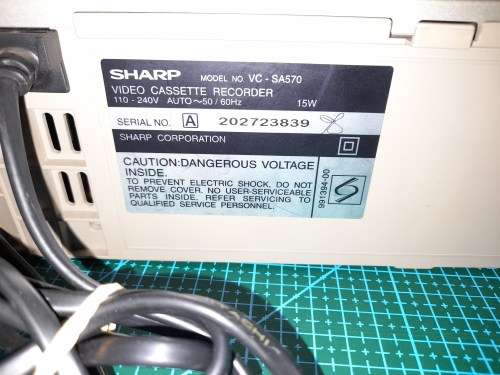 SHARP MODEL NO VC - SA570
VIDEO CASSETTE RECORDER
110 - 240V AUTO~50 / 60Hz 15W
SERIAL NO. A 202723839
SHARP CORPORATION
CAUTION:DANGEROUS VOLTAGE
INSIDE.
TO PREVENT ELECTRIC SHOCK, DO NOT
REMOVE COVER. NO USER-SERVICEABLE
PARTS INSIDE. REFER SERVICING TO
QUALIFIED SERVICE PERSONNEL.
991384-00